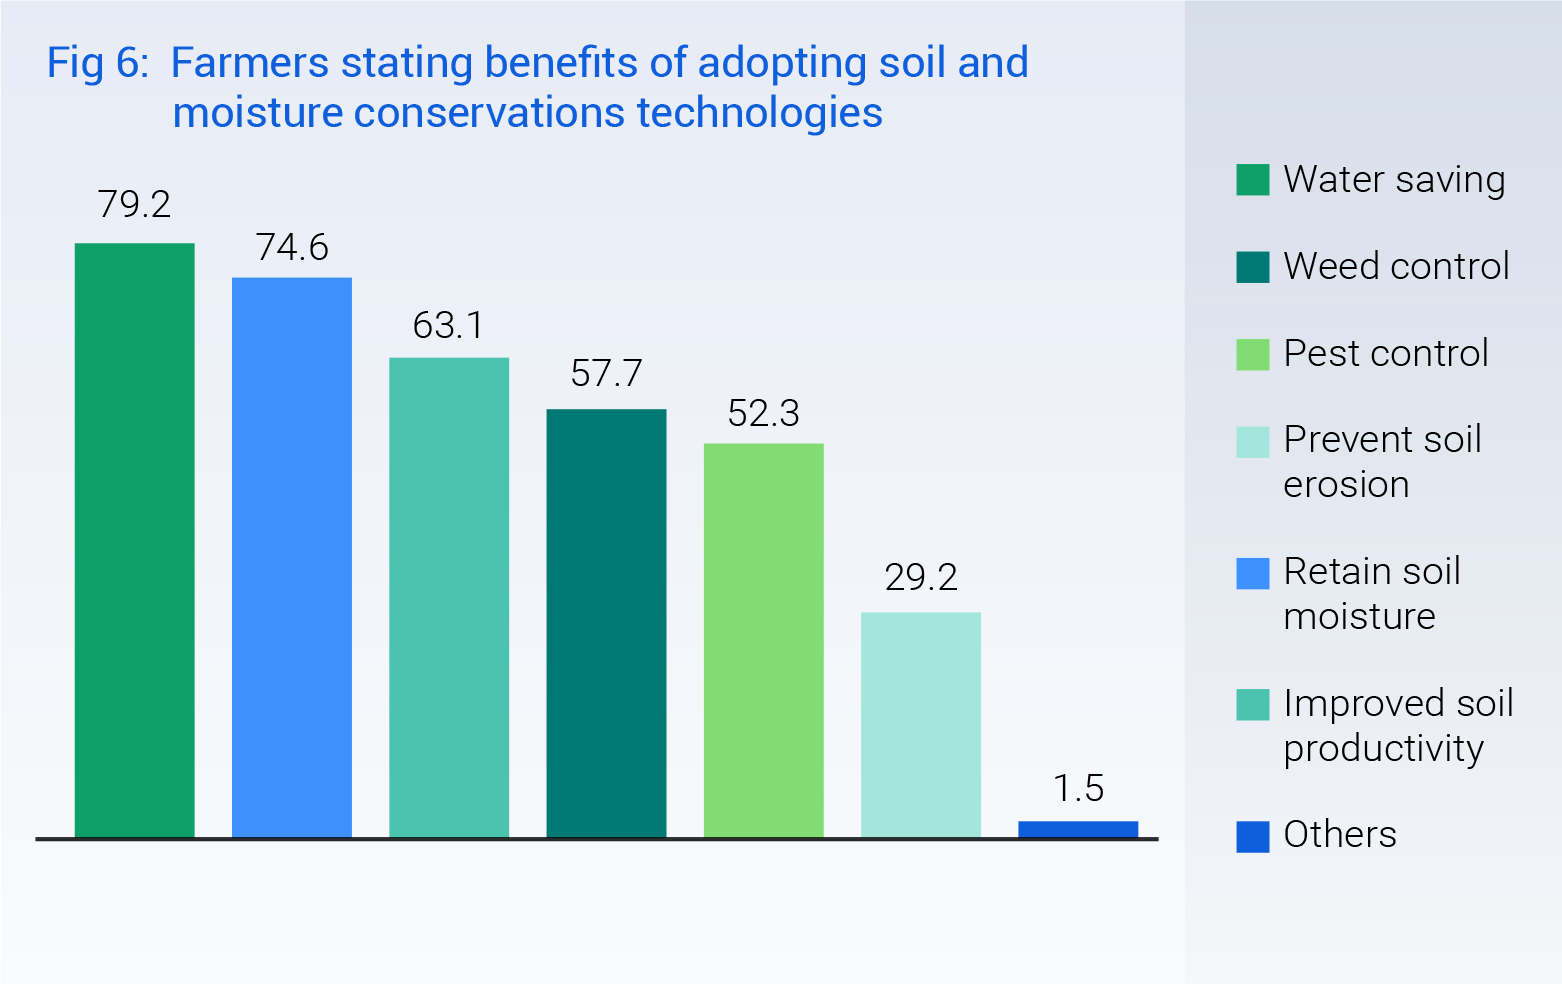 Fig 6: Farmers stating benefits of adopting soil and
moisture conservations technologies
79.2
74.6
63.1
57.7
52.3
29.2
1.5
Water saving
Weed control
Pest control
Prevent soil
erosion
Retain soil
moisture
Improved soil
productivity
Others